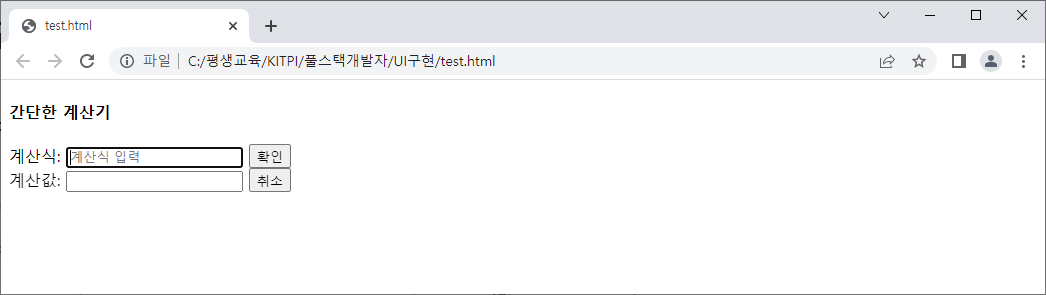 test.html
파일 C:/평생교육/KITPI/풀스택개발자/UI구현/test.html
간단한 계산기
계산식: 계산식 입력 확인
계산값: 취소